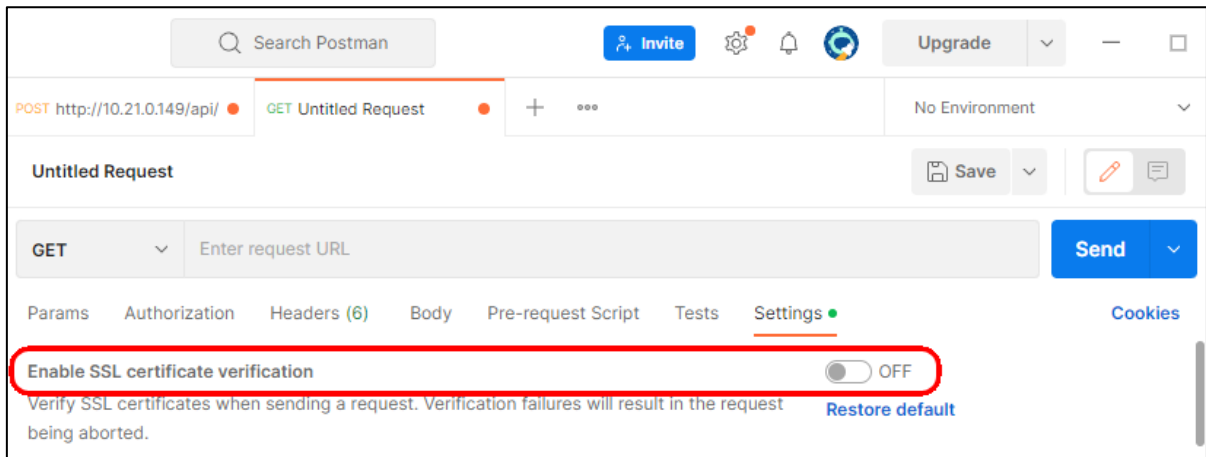 Search Postman
Invite
Upgrade
POST http://10.21.0.149/api/
GET Untitled Request
No Environment
Untitled Request
Save
GET
Enter request URL
Send
Params Authorization Headers (6) Body Pre-request Script Tests Settings Cookies
Enable SSL certificate verification OFF
Verify SSL certificates when sending a request. Verification failures will result in the request
being aborted.
Restore default